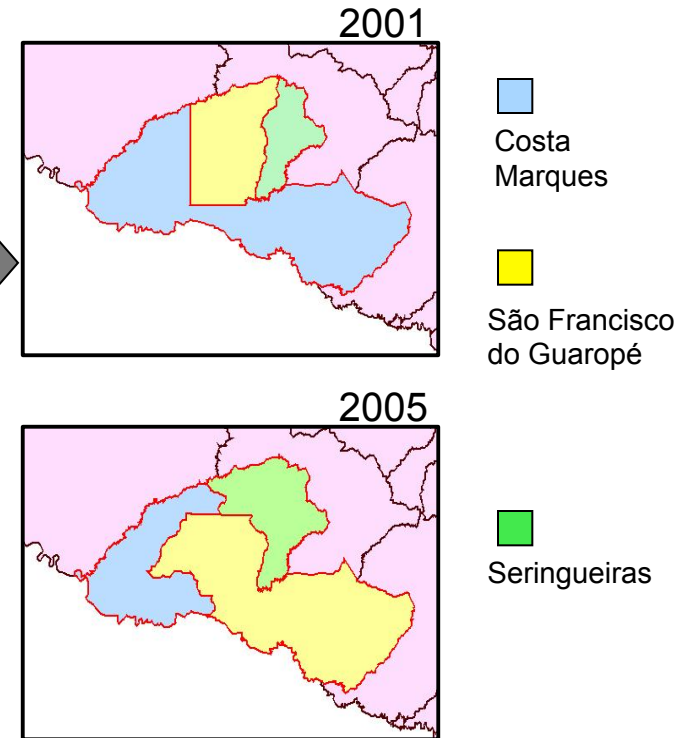 2001
Costa
Marques
São Francisco
do Guaropé
2005
Seringueiras